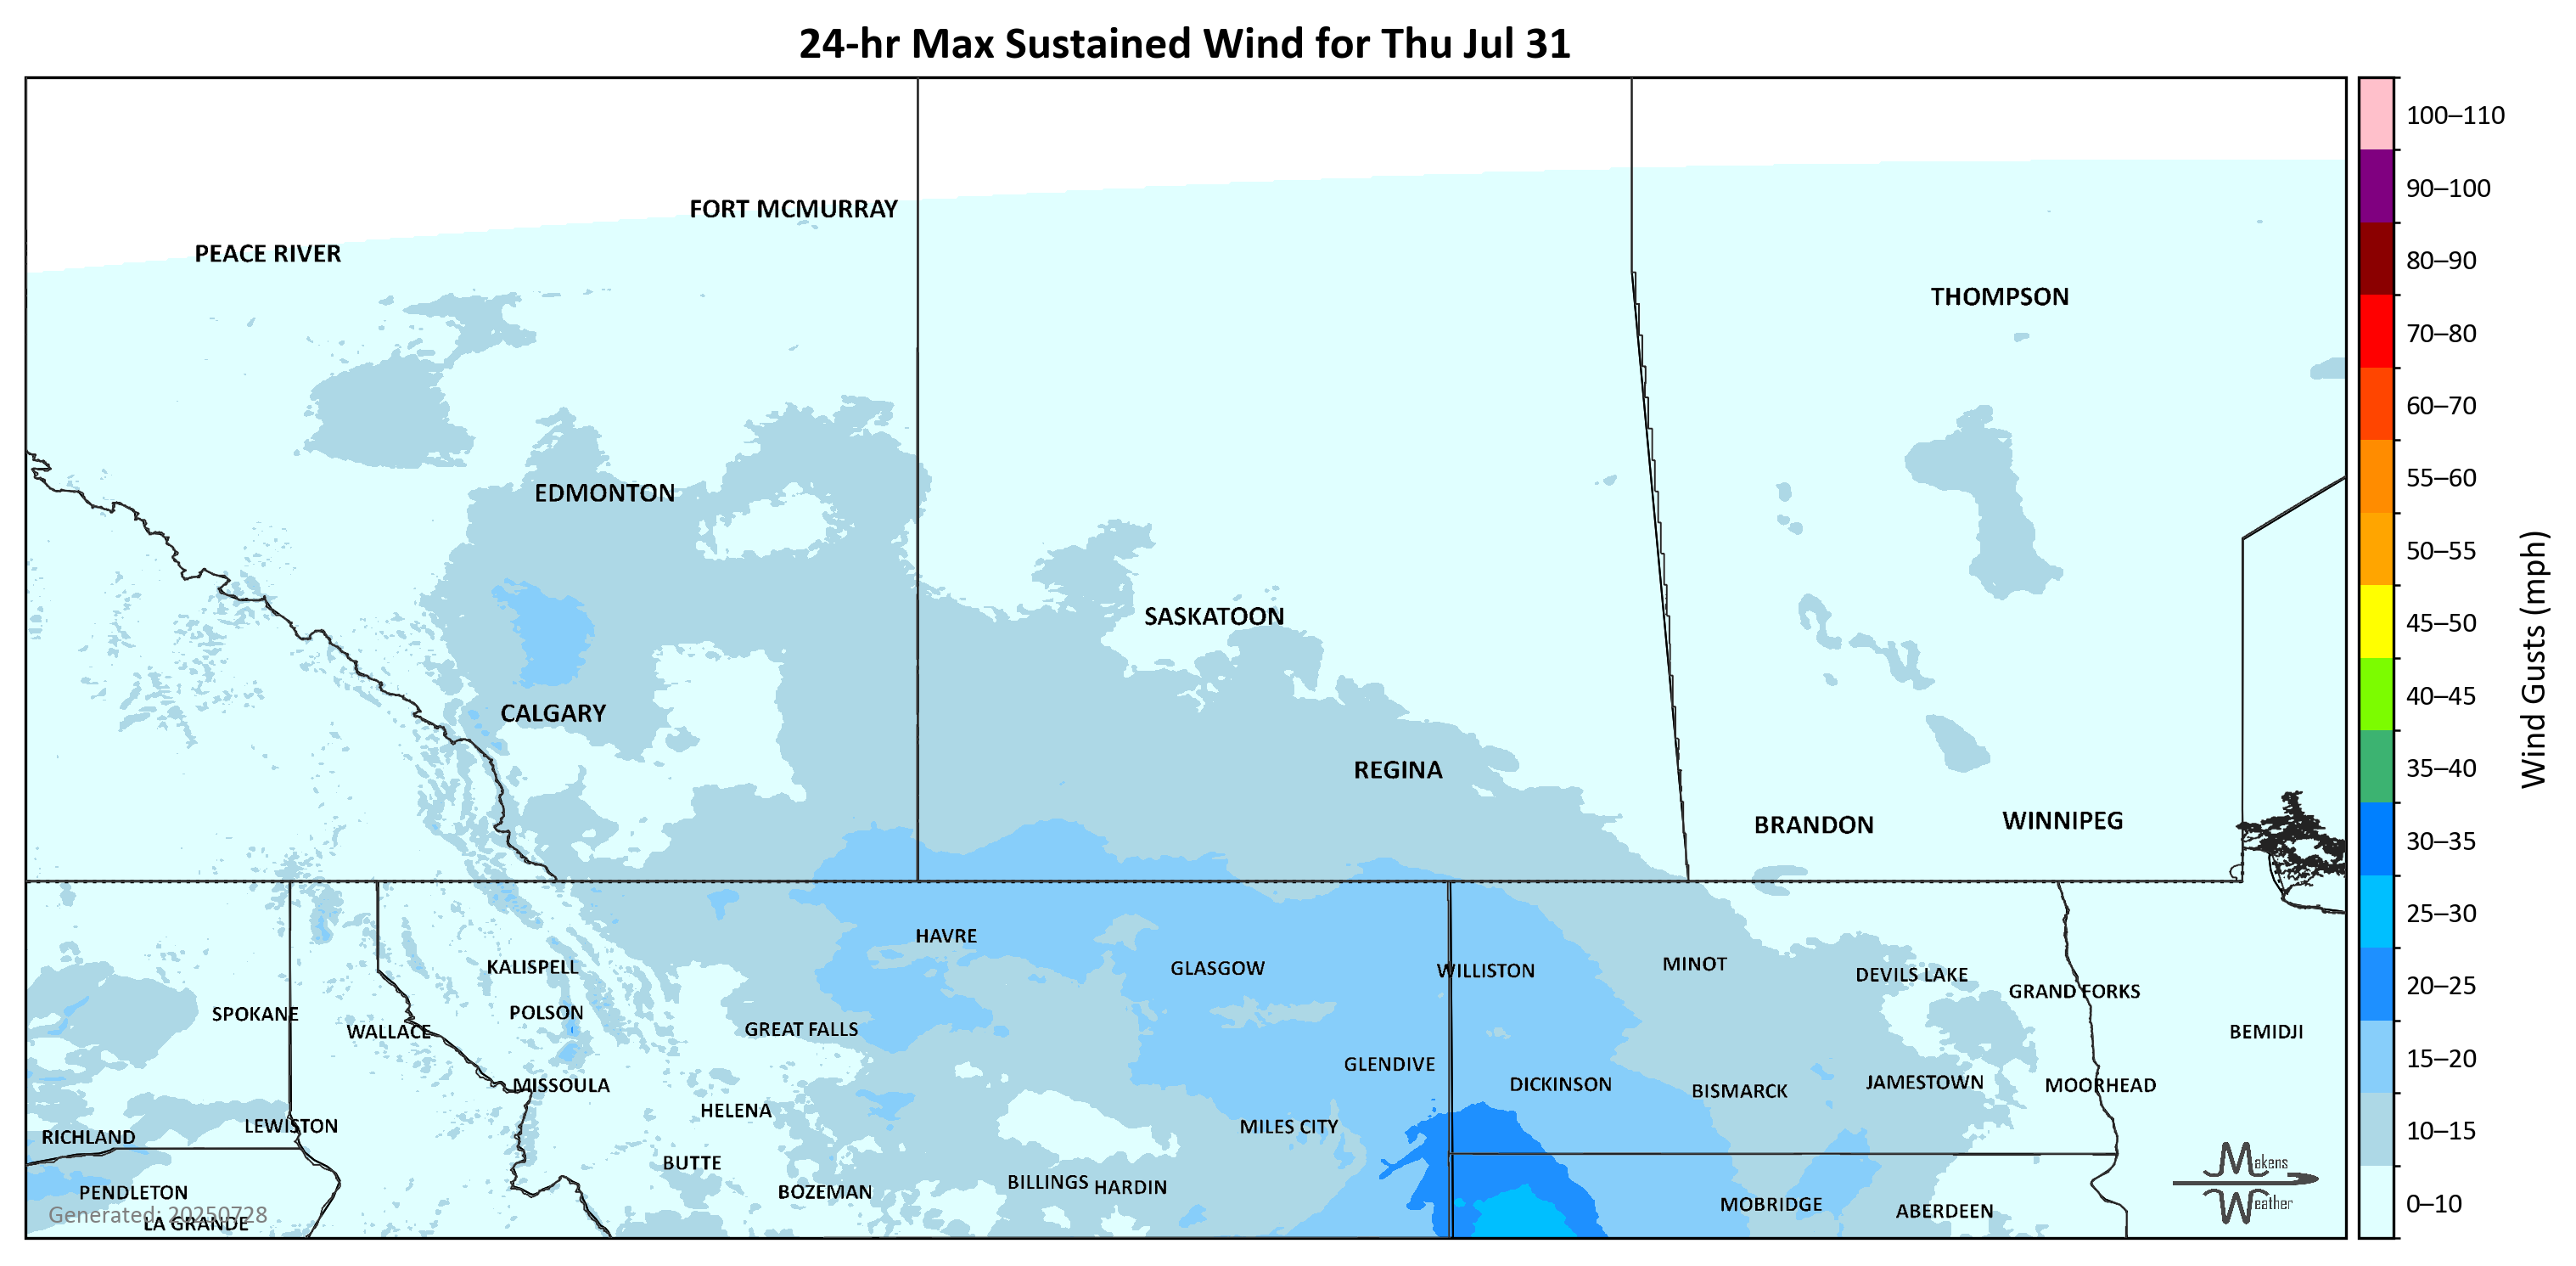 24-hr Max Sustained Wind for Thu Jul 31
FORT MCMURRAY
PEACE RIVER
THOMPSON
EDMONTON
SASKATOON
CALGARY
REGINA
BRANDON
WINNIPEG
HAVRE
KALISPELL
GLASGOW
WILLISTON
MINOT
DEVILS LAKE
GRAND FORKS
SPOKANE
POLSON
WALLACE
GREAT FALLS
BEMIDJI
GLENDIVE
MISSOULA
DICKINSON
BISMARCK
JAMESTOWN
MOORHEAD
HELENA
LEWISTON
MILES CITY
RICHLAND
BUTTE
PENDLETON
BOZEMAN
BILLINGS
HARDIN
MOBRIDGE
ABERDEEN
Generated: 20250728
LA GRANDE
Makens
Weather
100–110
90–100
80–90
70–80
60–70
55–60
50–55
45–50
40–45
35–40
30–35
25–30
20–25
15–20
10–15
0–10
Wind Gusts (mph)